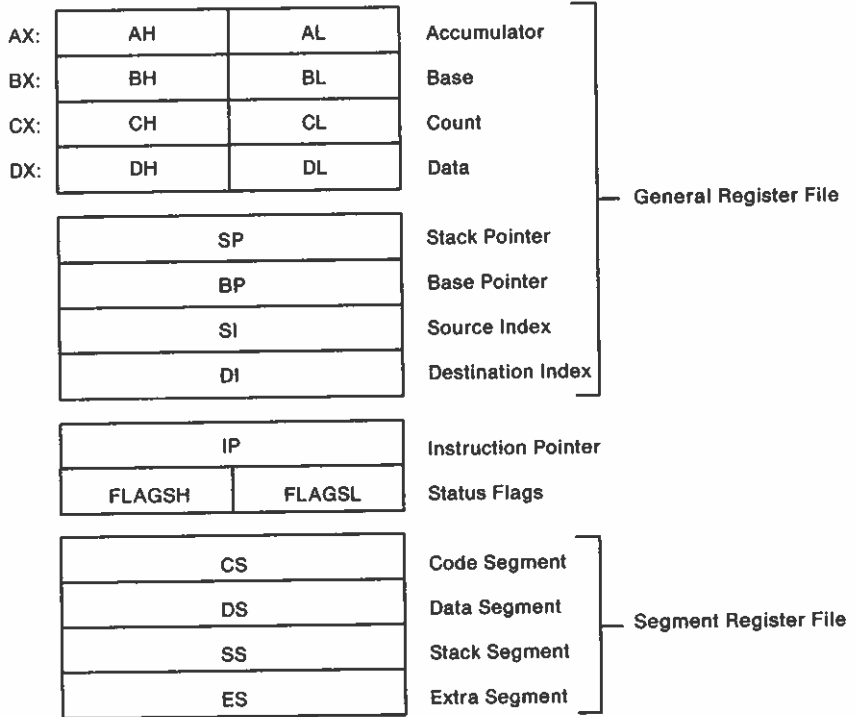 AX: AH AL Accumulator
BX: BH BL Base
CX: CH CL Count
DX: DH DL Data
General Register File
SP Stack Pointer
BP Base Pointer
SI Source Index
DI Destination Index
IP Instruction Pointer
FLAGSH FLAGSL Status Flags
CS Code Segment
DS Data Segment
Segment Register File
SS Stack Segment
ES Extra Segment